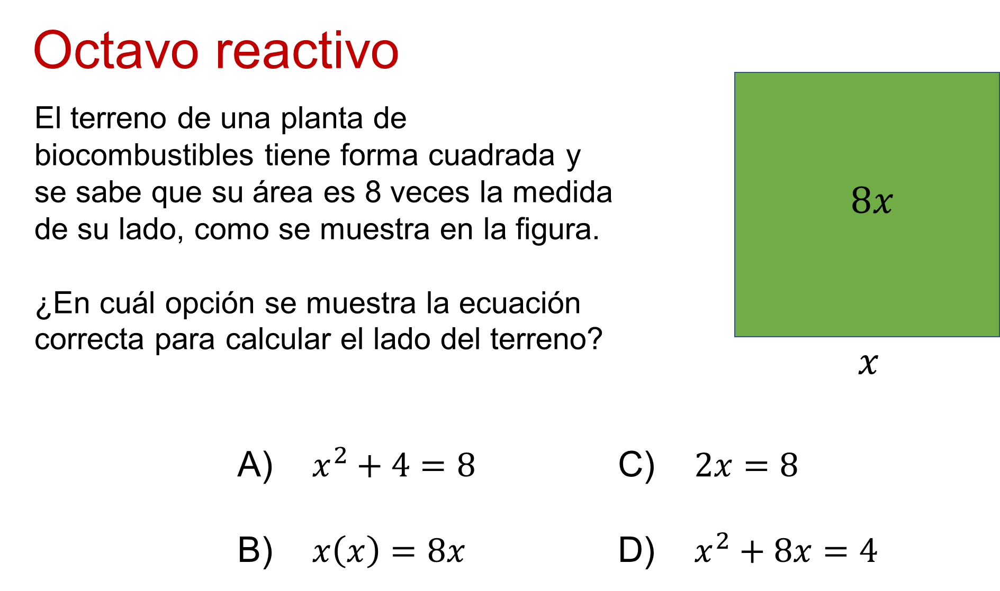 Octavo reactivo
El terreno de una planta de
biocombustibles tiene forma cuadrada y
se sabe que su área es 8 veces la medida
de su lado, como se muestra en la figura.
¿En cuál opción se muestra la ecuación
correcta para calcular el lado del terreno?
8x
x
A) x² + 4 = 8
C) 2x = 8
B) x(x) = 8x
D) x² + 8x = 4